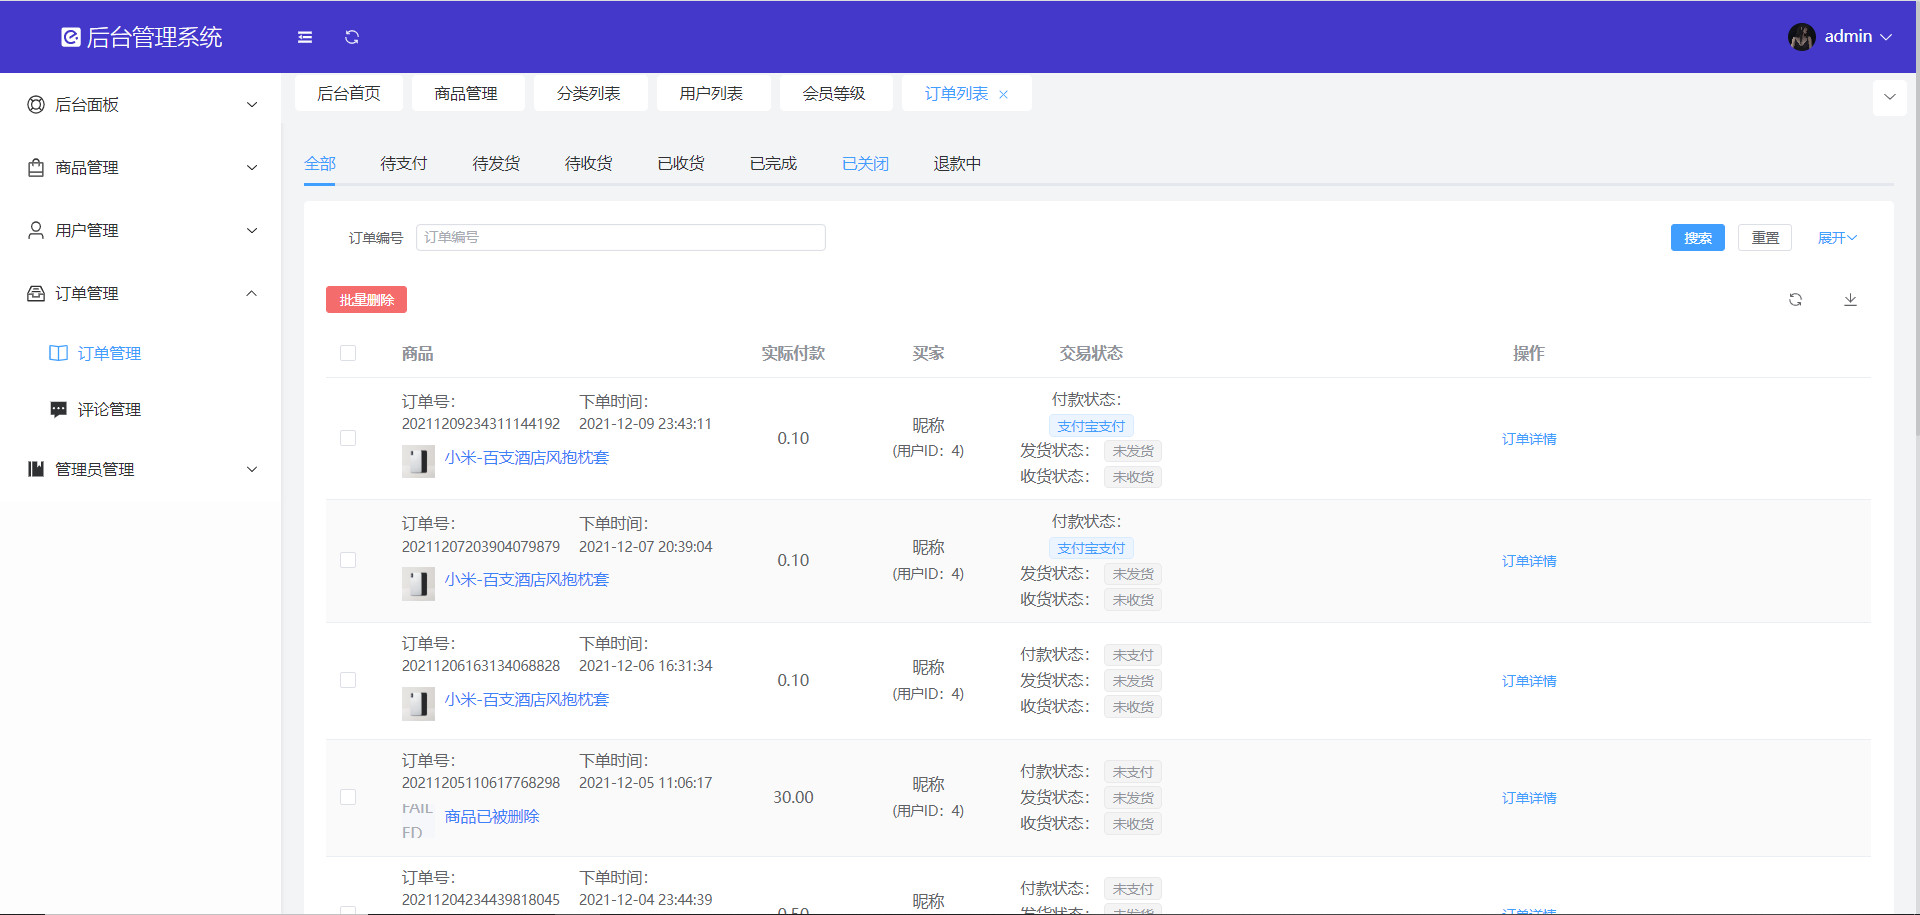 后台管理系统
admin
后台面板
商品管理
用户管理
订单管理
订单管理
评论管理
管理员管理
后台首页 商品管理 分类列表 用户列表 会员等级 订单列表
全部 待支付 待发货 待收货 已收货 已完成 已关闭 退款中
订单编号 订单编号 搜索 重置 展开
批量删除
商品 实际付款 买家 交易状态 操作
订单号： 下单时间：
20211209234311144192 2021-12-09 23:43:11
小米-百支酒店风抱枕套
0.10
昵称
(用户ID：4)
付款状态：
支付宝支付
发货状态： 未发货
收货状态： 未收货
订单详情
订单号： 下单时间：
20211207203904079879 2021-12-07 20:39:04
小米-百支酒店风抱枕套
0.10
昵称
(用户ID：4)
付款状态：
支付宝支付
发货状态： 未发货
收货状态： 未收货
订单详情
订单号： 下单时间：
20211206163134068828 2021-12-06 16:31:34
小米-百支酒店风抱枕套
0.10
昵称
(用户ID：4)
付款状态： 未支付
发货状态： 未发货
收货状态： 未收货
订单详情
订单号： 下单时间：
20211205110617768298 2021-12-05 11:06:17
FAIL
ED
商品已被删除
30.00
昵称
(用户ID：4)
付款状态： 未支付
发货状态： 未发货
收货状态： 未收货
订单详情
订单号： 下单时间：
20211204234439818045 2021-12-04 23:44:39
0.50
昵称
付款状态： 未支付
发货状态： 未发货
订单详情